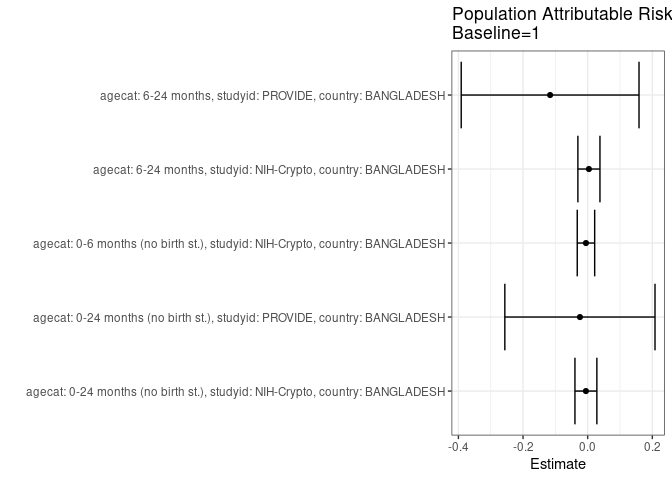 Population Attributable Risk
Baseline=1
agecat: 6-24 months, studyid: PROVIDE, country: BANGLADESH
agecat: 6-24 months, studyid: NIH-Crypto, country: BANGLADESH
agecat: 0-6 months (no birth st.), studyid: NIH-Crypto, country: BANGLADESH
agecat: 0-24 months (no birth st.), studyid: PROVIDE, country: BANGLADESH
agecat: 0-24 months (no birth st.), studyid: NIH-Crypto, country: BANGLADESH
-0.4 -0.2 0.0 0.2
Estimate